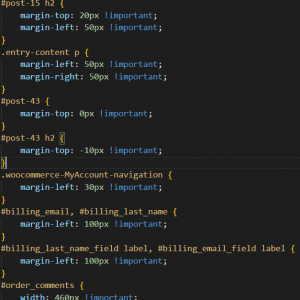 #post-15 h2 {
margin-top: 20px !important;
margin-left: 50px !important;
}
.entry-content p {
margin-left: 50px !important;
margin-right: 50px !important;
}
#post-43 {
margin-top: 0px !important;
}
#post-43 h2 {
margin-top: -10px !important;
}
.woocommerce-MyAccount-navigation {
margin-left: 30px !important;
}
#billing_email, #billing_last_name {
margin-left: 100px !important;
}
#billing_last_name_field label, #billing_email_field label {
margin-left: 100px !important;
}
#order_comments {
width: 460px !important;